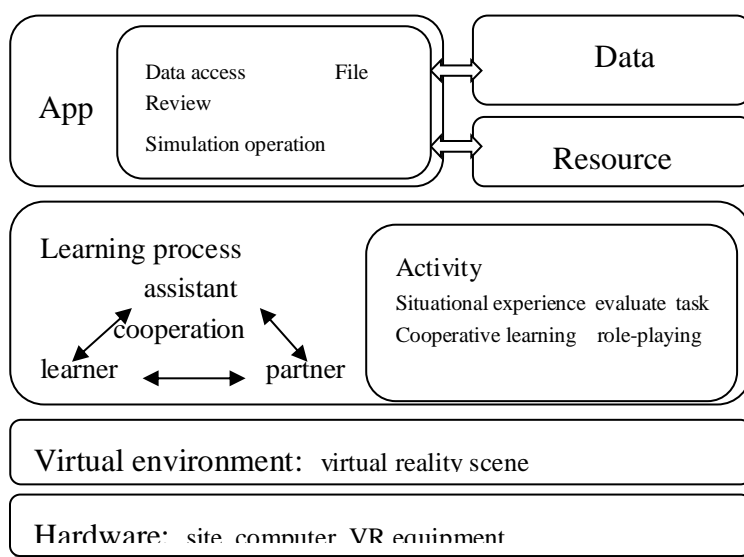 App
Data access File
Review
Simulation operation
Data
Resource
Learning process
assistant
cooperation
learner partner
Activity
Situational experience evaluate task
Cooperative learning role-playing
Virtual environment: virtual reality scene
Hardware: site computer VR equipment